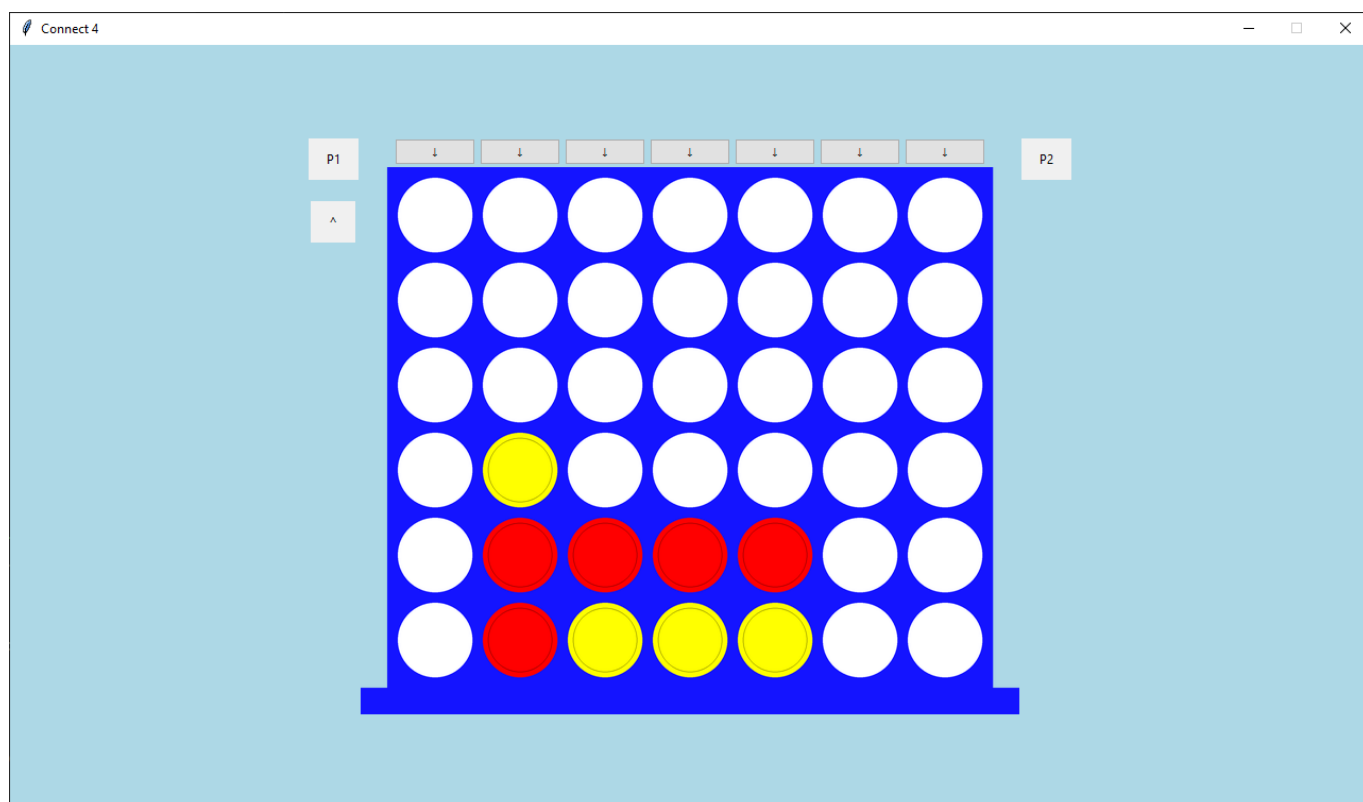 Connect 4
P1 ↓ ↓ ↓ ↓ ↓ ↓ ↓ P2
^